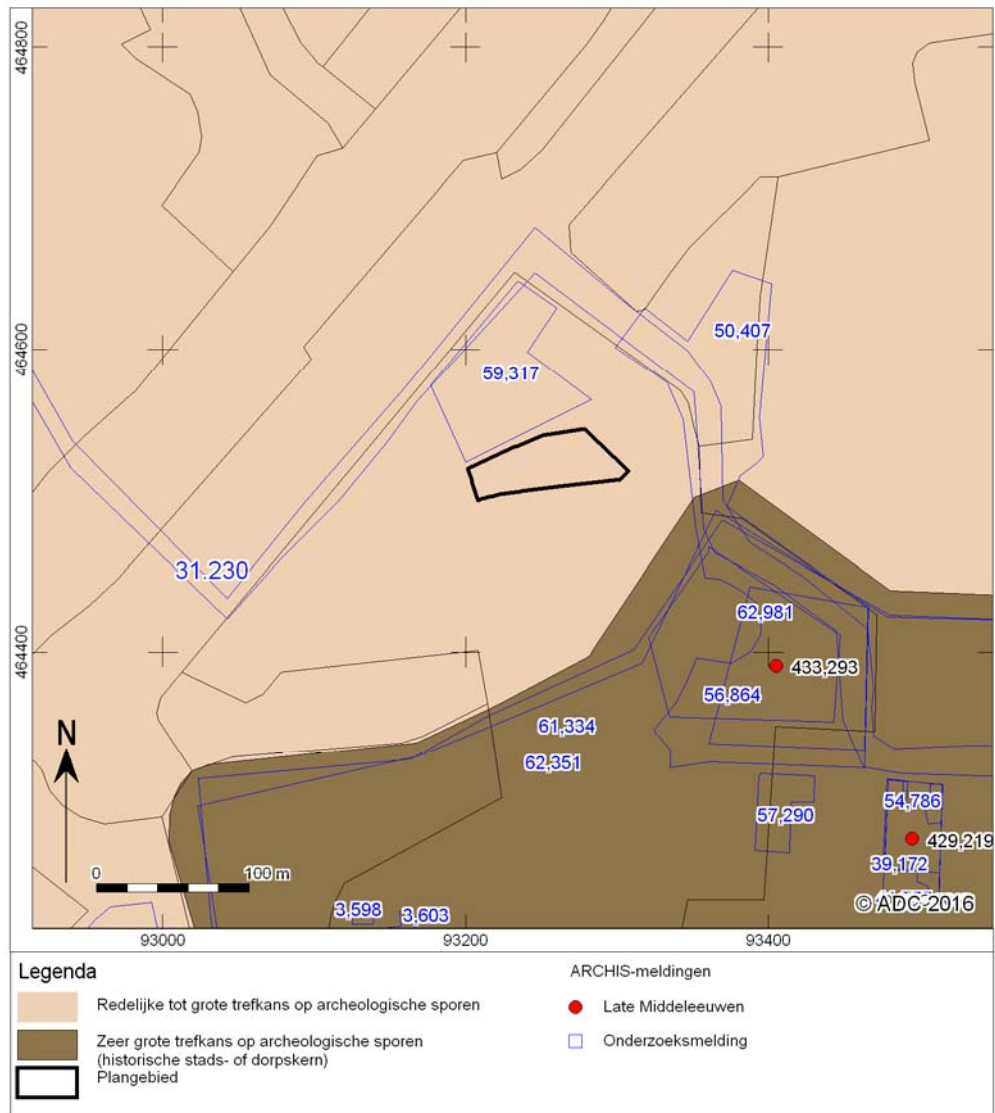 464800
50,407
464600
59,317
31.230
62,981
464400
433,293
56,864
61,334
62,351
54,786
57,290
429,219
N
39,172
0 100 m
3,598
3,603
© ADC 2016
93000 93200 93400
Legenda
Redelijke tot grote trefkans op archeologische sporen
Zeer grote trefkans op archeologische sporen
(historische stads- of dorpskern)
Plangebied
ARCHIS-meldingen
Late Middeleeuwen
Onderzoeksmelding